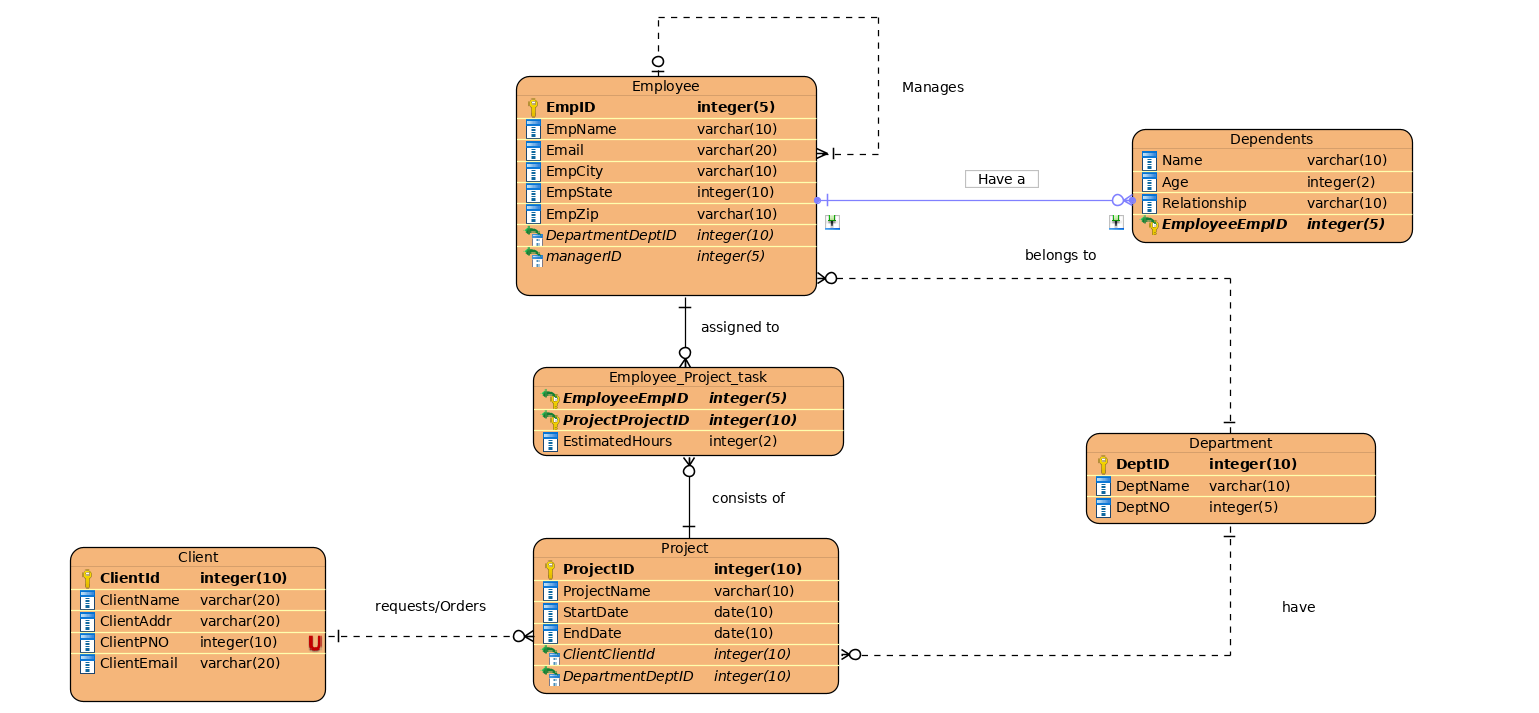 Employee
EmpID integer(5)
EmpName varchar(10)
Email varchar(20)
EmpCity varchar(10)
EmpState integer(10)
EmpZip varchar(10)
DepartmentDeptID integer(10)
managerID integer(5)
Manages
Have a
Dependents
Name varchar(10)
Age integer(2)
Relationship varchar(10)
EmployeeEmpID integer(5)
belongs to
assigned to
Employee_Project_task
EmployeeEmpID integer(5)
ProjectProjectID integer(10)
EstimatedHours integer(2)
consists of
Department
DeptID integer(10)
DeptName varchar(10)
DeptNO integer(5)
have
Client
ClientId integer(10)
ClientName varchar(20)
ClientAddr varchar(20)
ClientPNO integer(10) U
ClientEmail varchar(20)
requests/Orders
Project
ProjectID integer(10)
ProjectName varchar(10)
StartDate date(10)
EndDate date(10)
ClientClientId integer(10)
DepartmentDeptID integer(10)